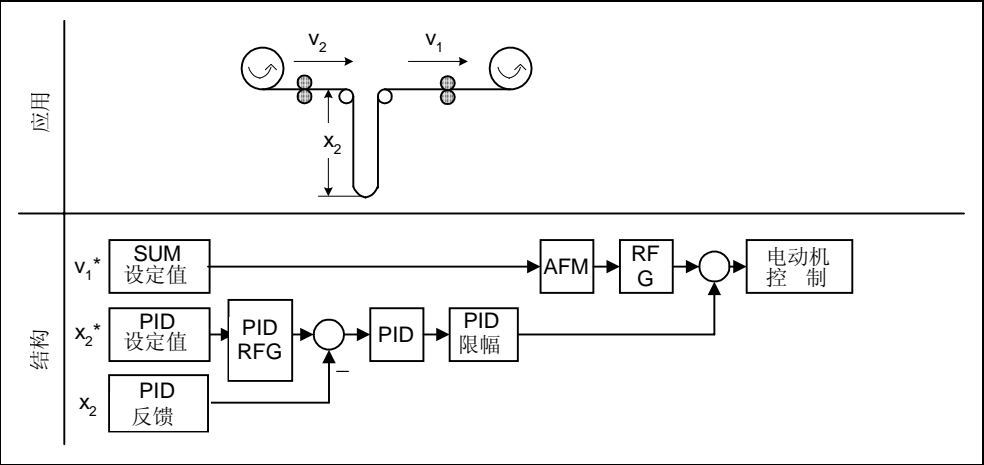 应用
v2
v1
x2
结构
v1*
SUM
设定值
AFM
RF
G
电动机
控 制
x2*
PID
设定值
PID
RFG
PID
PID
限幅
–
x2
PID
反馈